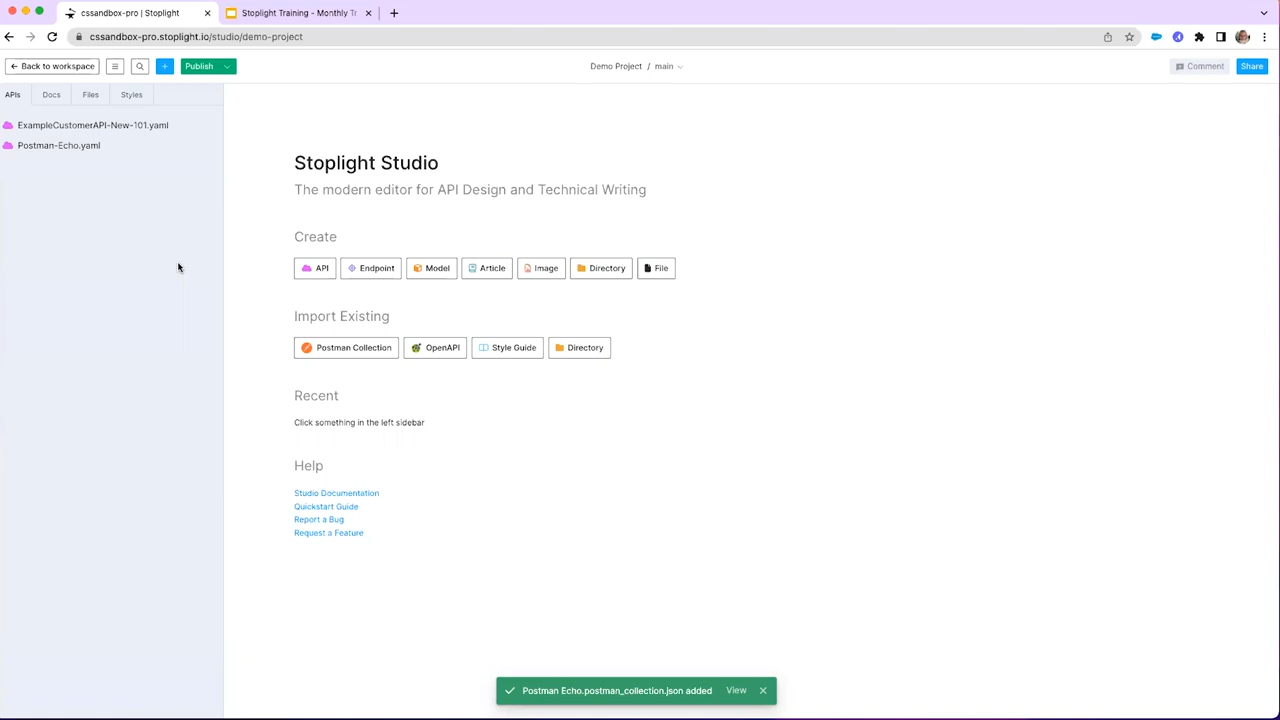 cssandbox-pro | Stoplight
Stoplight Training - Monthly Tr
cssandbox-pro.stoplight.io/studio/demo-project
Back to workspace
Publish
Demo Project / main
Comment
Share
APIs Docs Files Styles
ExampleCustomerAPI-New-101.yaml
Postman-Echo.yaml
Stoplight Studio
The modern editor for API Design and Technical Writing
Create
API Endpoint Model Article Image Directory File
Import Existing
Postman Collection OpenAPI Style Guide Directory
Recent
Click something in the left sidebar
Help
Studio Documentation
Quickstart Guide
Report a Bug
Request a Feature
Postman Echo.postman_collection.json added View